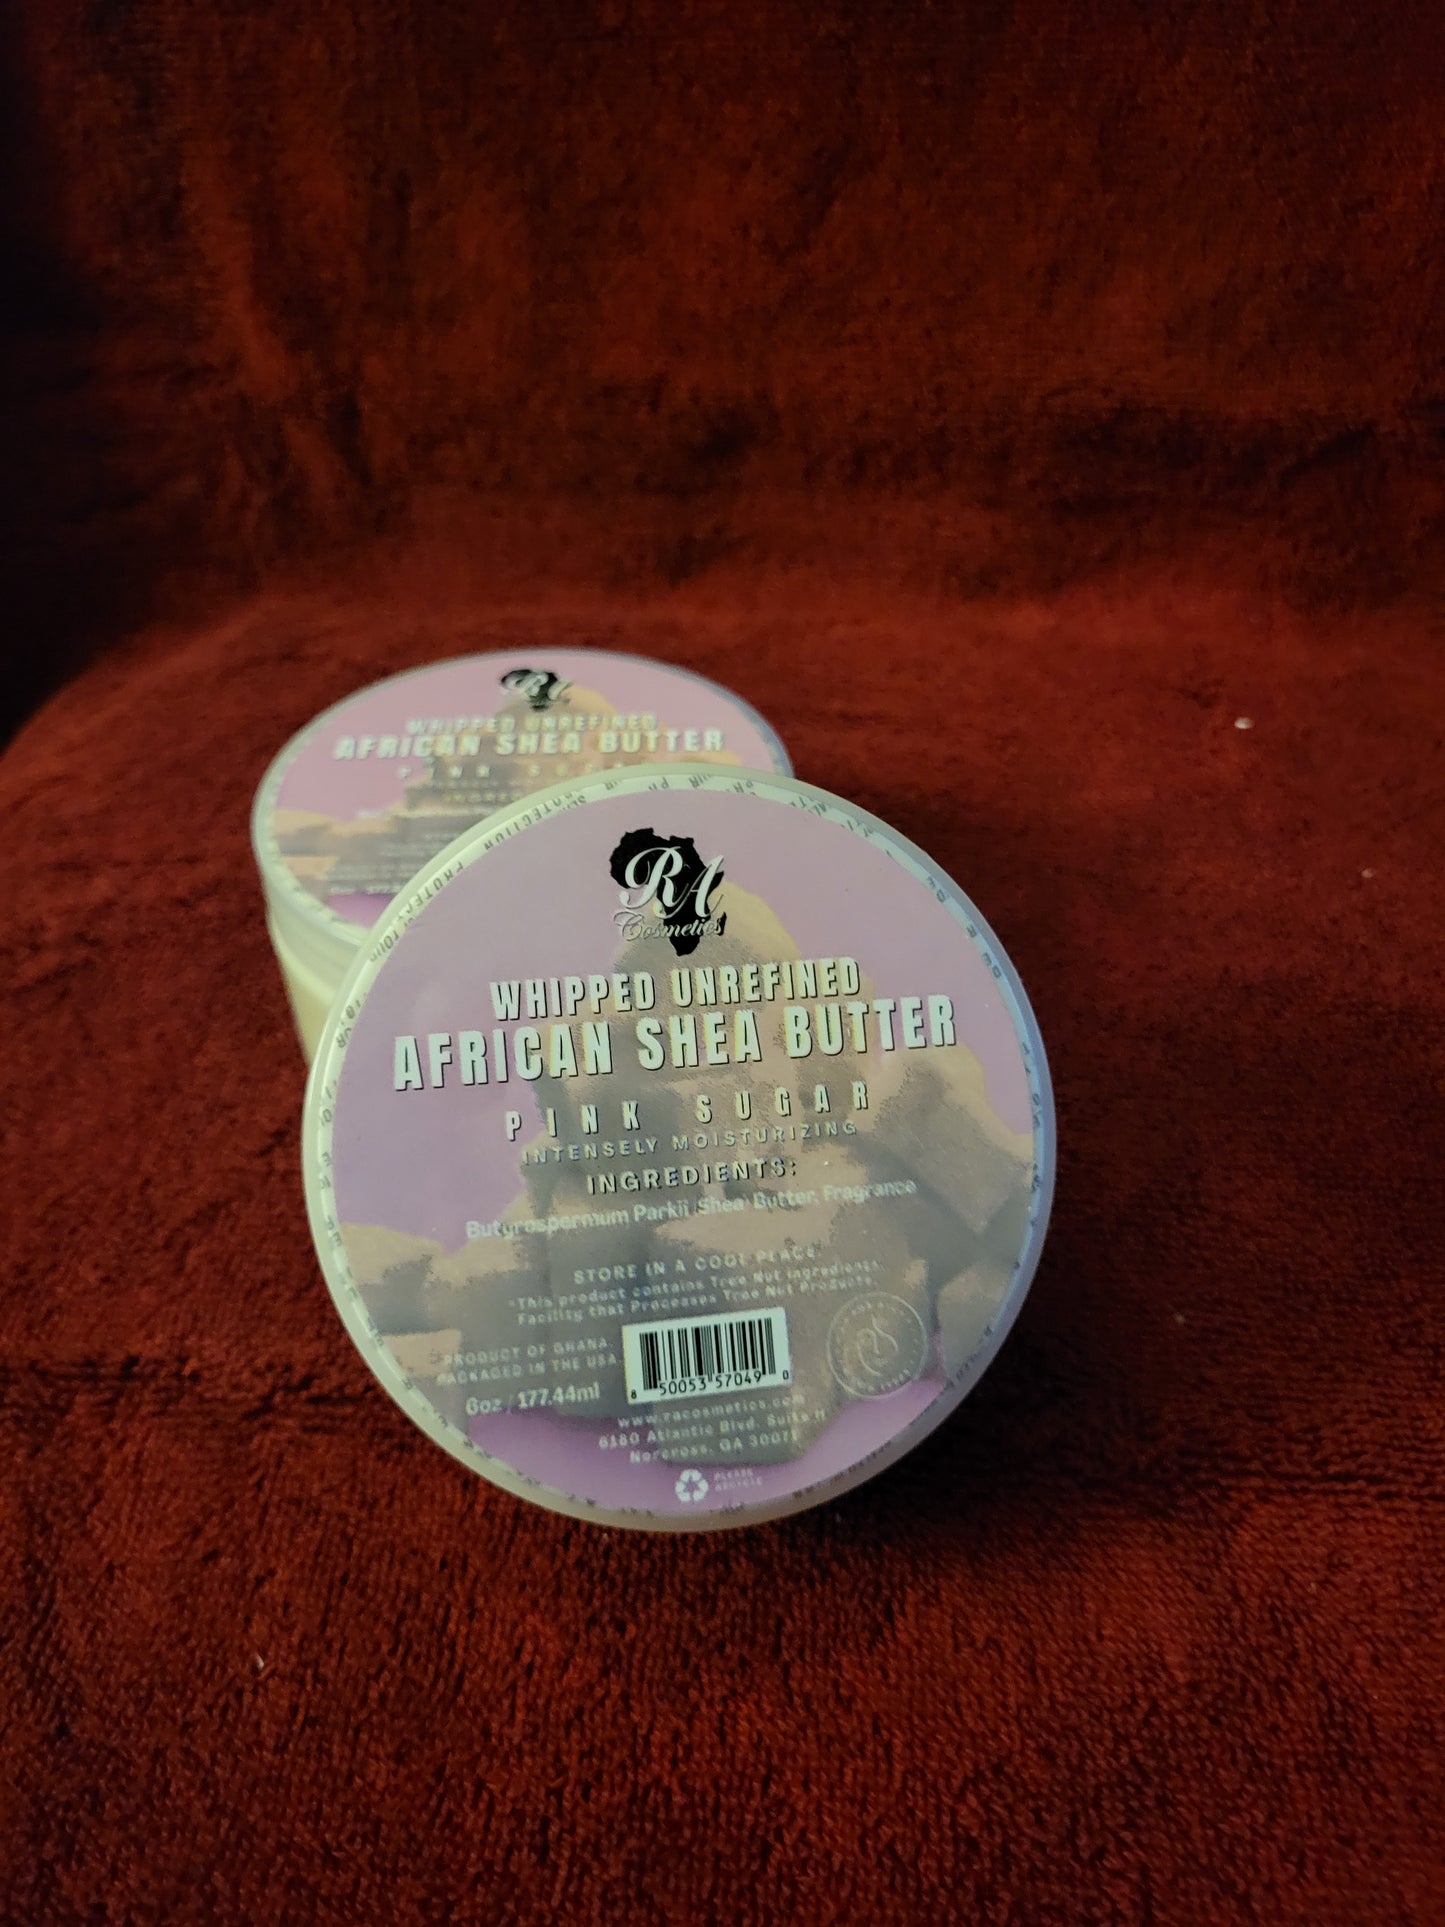 RA
WHIPPED UNREFINED
AFRICAN SHEA BUTTER
RA
Cosmetics
WHIPPED UNREFINED
AFRICAN SHEA BUTTER
PINK SUGAR
INTENSELY MOISTURIZING
INGREDIENTS:
Butyrospermum Parkii Shea Butter, Fragrance
STORE IN A COOL PLACE
*This product contains Tree Nut ingredients.
Facility that Processes Tree Nut Products.
PRODUCT OF GHANA.
PACKAGED IN THE USA.
6oz / 177.44ml
8 50053 57049 0
www.racosmetics.com
6180 Atlantic Blvd. Suite H
Norcross, GA 30071
PLEASE
RECYCLE